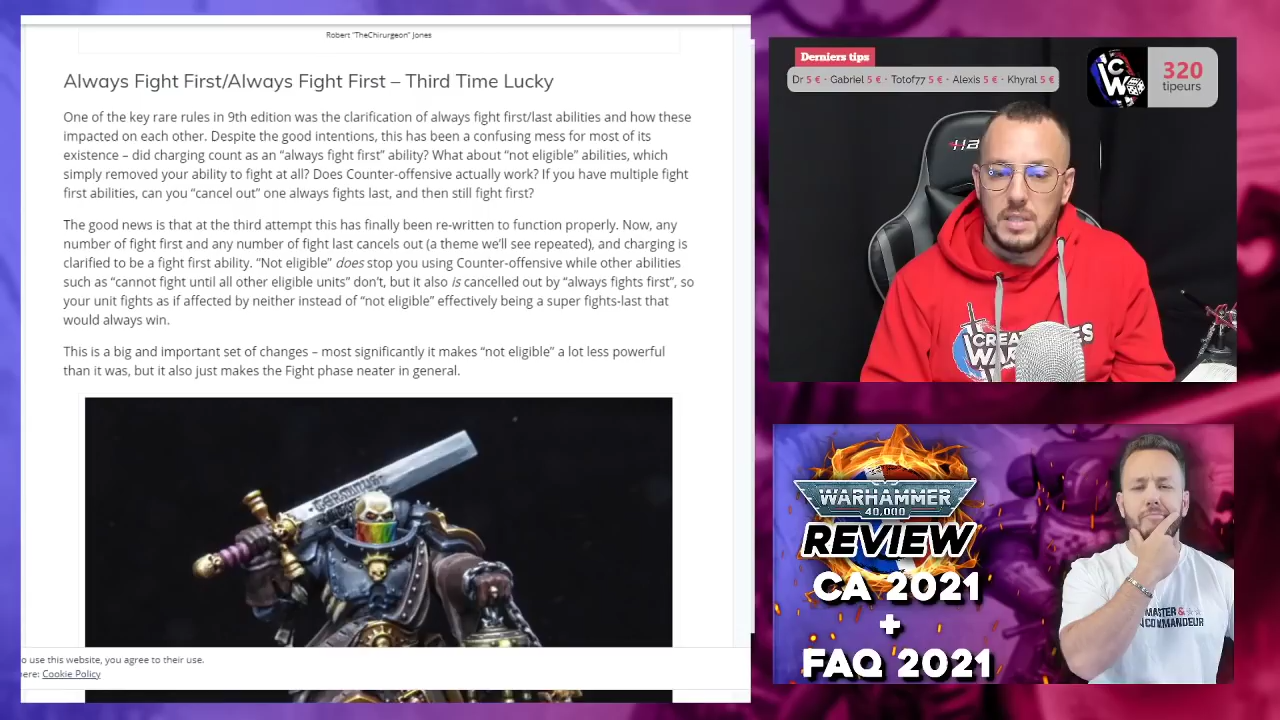 Robert "TheChirurgeon" Jones
Always Fight First/Always Fight First – Third Time Lucky
One of the key rare rules in 9th edition was the clarification of always fight first/last abilities and how these
impacted on each other. Despite the good intentions, this has been a confusing mess for most of its
existence – did charging count as an “always fight first” ability? What about “not eligible” abilities, which
simply removed your ability to fight at all? Does Counter-offensive actually work? If you have multiple fight
first abilities, can you “cancel out” one always fights last, and then still fight first?
The good news is that at the third attempt this has finally been re-written to function properly. Now, any
number of fight first and any number of fight last cancels out (a theme we’ll see repeated), and charging is
clarified to be a fight first ability. “Not eligible” does stop you using Counter-offensive while other abilities
such as “cannot fight until all other eligible units” don’t, but it also is cancelled out by “always fights first”, so
your unit fights as if affected by neither instead of “not eligible” effectively being a super fights-last that
would always win.
This is a big and important set of changes – most significantly it makes “not eligible” a lot less powerful
than it was, but it also just makes the Fight phase neater in general.
o use this website, you agree to their use.
ere: Cookie Policy
Derniers tips
Dr 5 € · Gabriel 5 € · Totof77 5 € · Alexis 5 € · Khyral 5 €
CW
320
tipeurs
WARHAMMER
40,000
REVIEW
CA 2021
+
FAQ 2021
MASTER &
COMMANDEUR